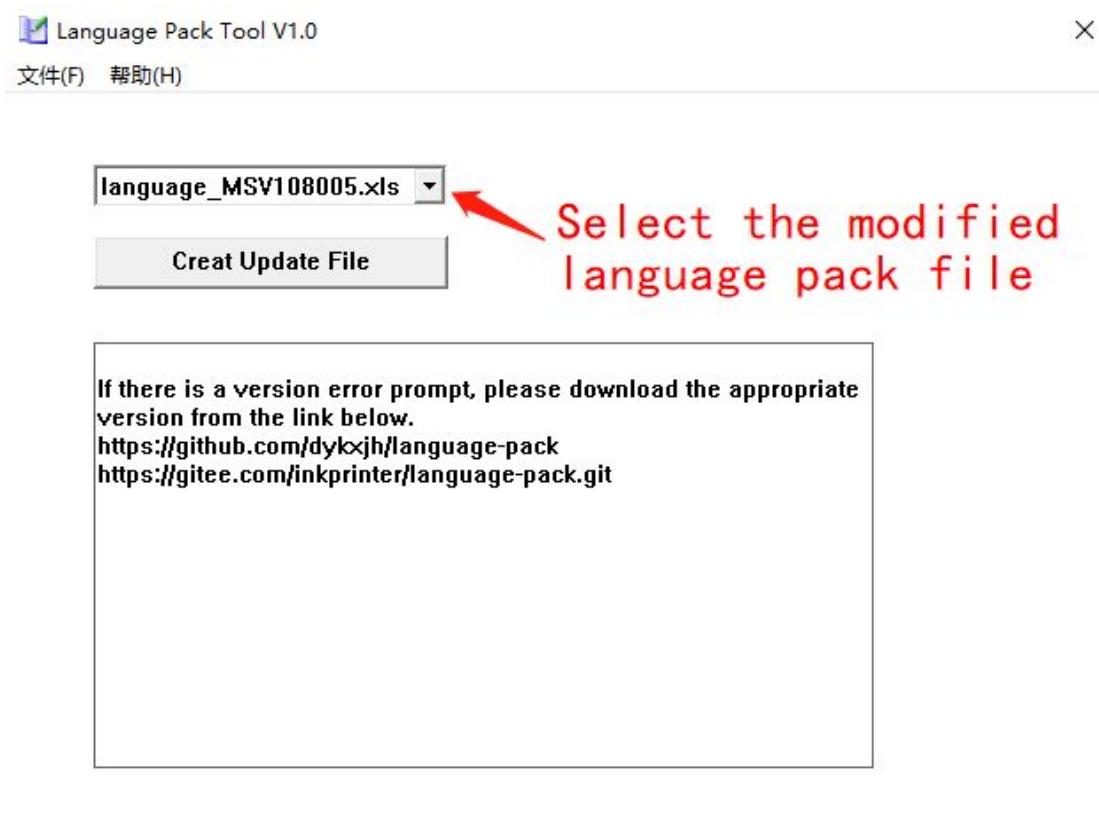 Language Pack Tool V1.0
文件(F) 帮助(H)
language_MSV108005.xls
Select the modified
language pack file
Creat Update File
If there is a version error prompt, please download the appropriate
version from the link below.
https://github.com/dykxjh/language-pack
https://gitee.com/inkprinter/language-pack.git